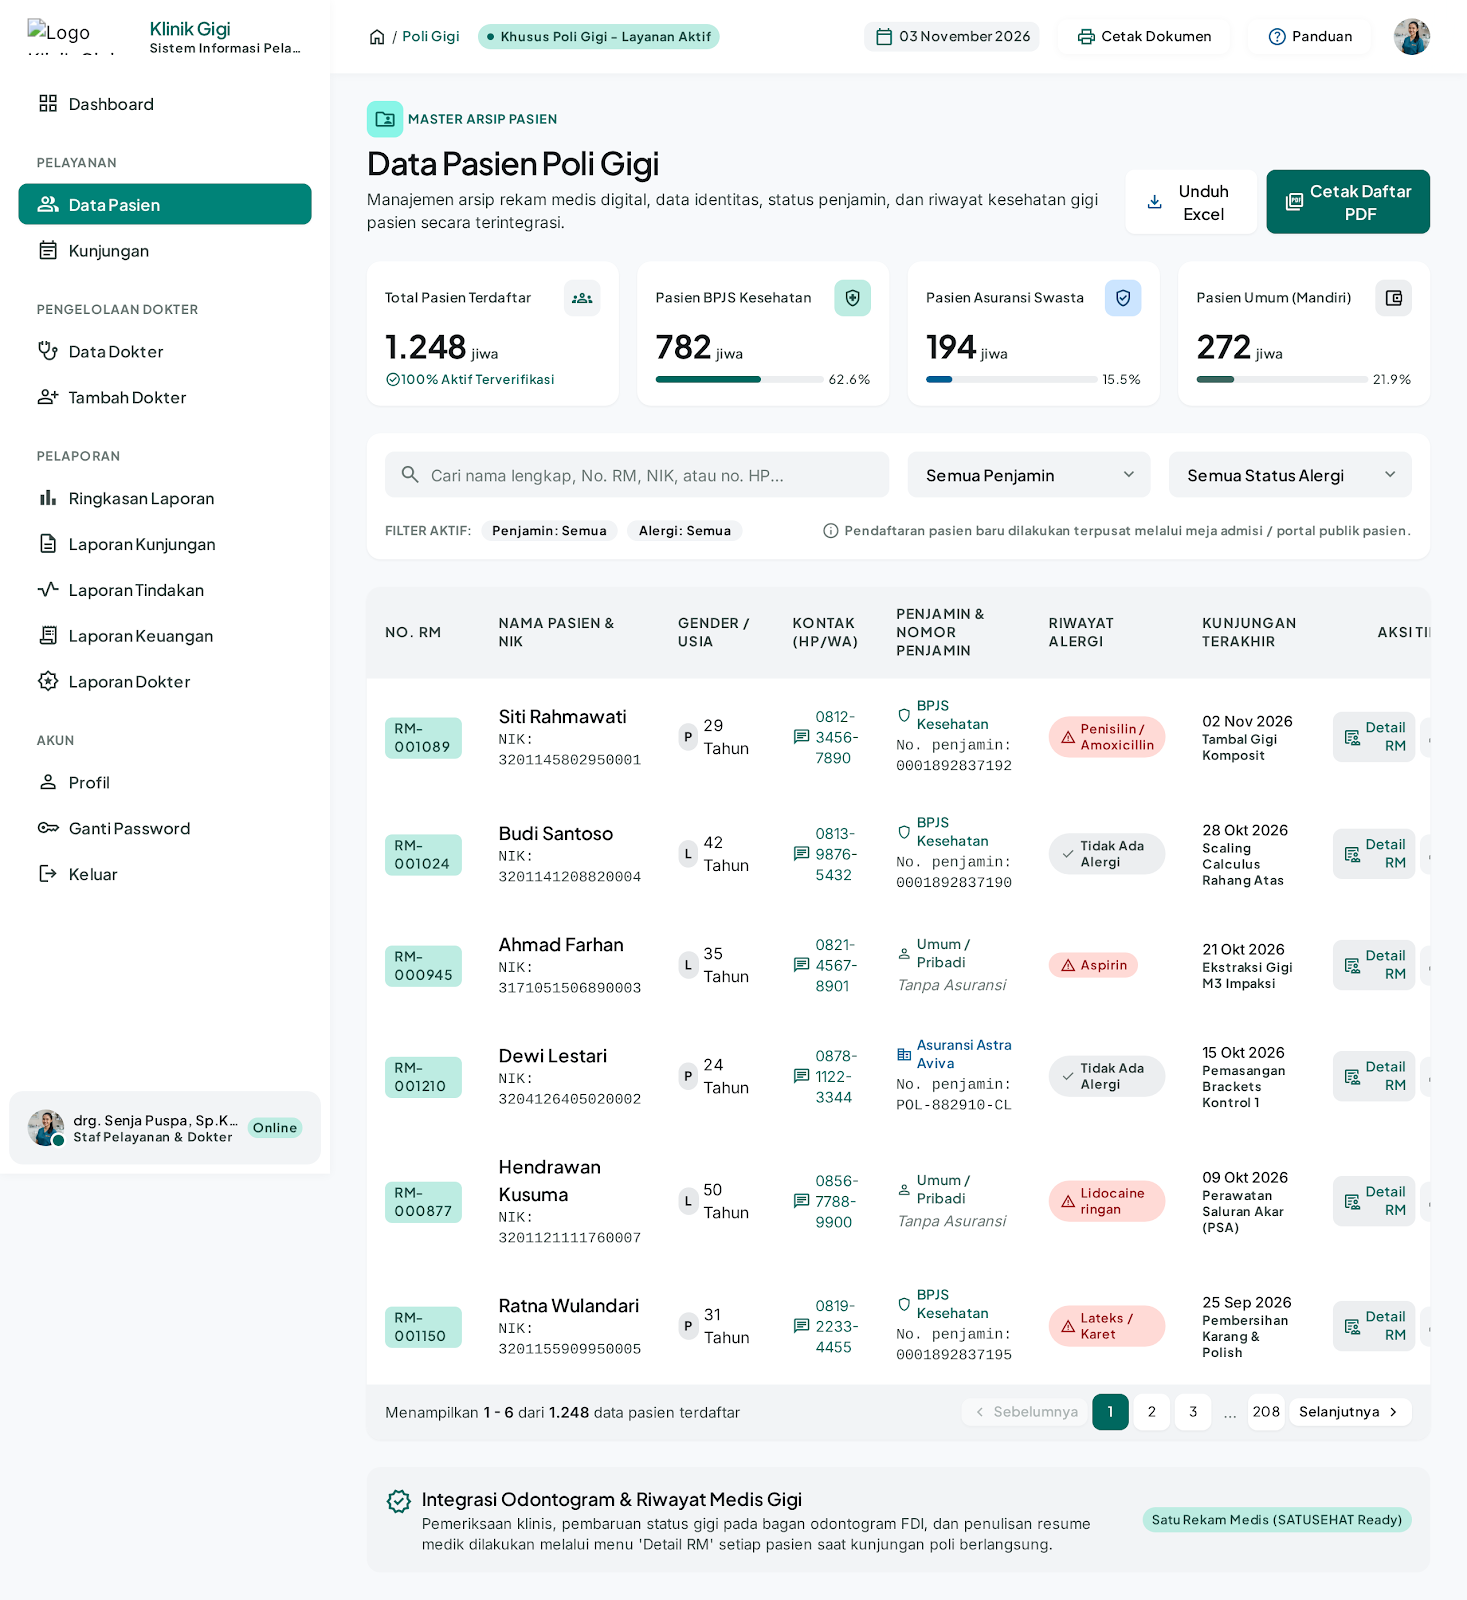 Logo
Klinik Gigi
Sistem Informasi Pela...
Dashboard
PELAYANAN
Data Pasien
Kunjungan
PENGELOLAAN DOKTER
Data Dokter
Tambah Dokter
PELAPORAN
Ringkasan Laporan
Laporan Kunjungan
Laporan Tindakan
Laporan Keuangan
Laporan Dokter
AKUN
Profil
Ganti Password
Keluar
drg. Senja Puspa, Sp.K...
Staf Pelayanan & Dokter
Online
/ Poli Gigi
Khusus Poli Gigi - Layanan Aktif
03 November 2026
Cetak Dokumen
Panduan
MASTER ARSIP PASIEN
Data Pasien Poli Gigi
Manajemen arsip rekam medis digital, data identitas, status penjamin, dan riwayat kesehatan gigi
pasien secara terintegrasi.
Unduh
Excel
Cetak Daftar
PDF
Total Pasien Terdaftar
1.248 jiwa
100% Aktif Terverifikasi
Pasien BPJS Kesehatan
782 jiwa
62.6%
Pasien Asuransi Swasta
194 jiwa
15.5%
Pasien Umum (Mandiri)
272 jiwa
21.9%
Cari nama lengkap, No. RM, NIK, atau no. HP...
Semua Penjamin
Semua Status Alergi
FILTER AKTIF:
Penjamin: Semua
Alergi: Semua
Pendaftaran pasien baru dilakukan terpusat melalui meja admisi / portal publik pasien.
NO. RM
NAMA PASIEN &
NIK
GENDER /
USIA
KONTAK
(HP/WA)
PENJAMIN &
NOMOR
PENJAMIN
RIWAYAT
ALERGI
KUNJUNGAN
TERAKHIR
AKSI
RM-
001089
Siti Rahmawati
NIK:
3201145802950001
P
29
Tahun
0812-
3456-
7890
BPJS
Kesehatan
No. penjamin:
0001892837192
Penisilin /
Amoxicillin
02 Nov 2026
Tambal Gigi
Komposit
Detail
RM
RM-
001024
Budi Santoso
NIK:
3201141208820004
L
42
Tahun
0813-
9876-
5432
BPJS
Kesehatan
No. penjamin:
0001892837190
Tidak Ada
Alergi
28 Okt 2026
Scaling
Calculus
Rahang Atas
Detail
RM
RM-
000945
Ahmad Farhan
NIK:
3171051506890003
L
35
Tahun
0821-
4567-
8901
Umum /
Pribadi
Tanpa Asuransi
Aspirin
21 Okt 2026
Ekstraksi Gigi
M3 Impaksi
Detail
RM
RM-
001210
Dewi Lestari
NIK:
3204126405020002
P
24
Tahun
0878-
1122-
3344
Asuransi Astra
Aviva
No. penjamin:
POL-882910-CL
Tidak Ada
Alergi
15 Okt 2026
Pemasangan
Brackets
Kontrol 1
Detail
RM
RM-
000877
Hendrawan
Kusuma
NIK:
3201121111760007
L
50
Tahun
0856-
7788-
9900
Umum /
Pribadi
Tanpa Asuransi
Lidocaine
ringan
09 Okt 2026
Perawatan
Saluran Akar
(PSA)
Detail
RM
RM-
001150
Ratna Wulandari
NIK:
3201155909950005
P
31
Tahun
0819-
2233-
4455
BPJS
Kesehatan
No. penjamin:
0001892837195
Lateks /
Karet
25 Sep 2026
Pembersihan
Karang &
Polish
Detail
RM
Menampilkan 1 - 6 dari 1.248 data pasien terdaftar
Sebelumnya
1
2
3
...
208
Selanjutnya
Integrasi Odontogram & Riwayat Medis Gigi
Pemeriksaan klinis, pembaruan status gigi pada bagan odontogram FDI, dan penulisan resume
medik dilakukan melalui menu 'Detail RM' setiap pasien saat kunjungan poli berlangsung.
Satu Rekam Medis (SATUSEHAT Ready)